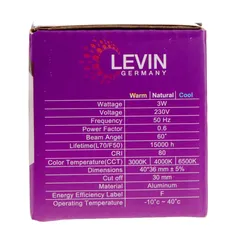 LEVIN
GERMANY
Warm Natural Cool
Wattage 3W
Voltage 230V
Frequency 50 Hz
Power Factor 0.6
Beam Angle 60°
Lifetime(L70/F50) 15000 h
CRI 80
Color Temperature(CCT) 3000K 4000K 6500K
Dimensions 40*36 mm ± 5%
Cut off 30 mm
Material Aluminum
Energy Efficiency Label F
Operating Temperature -10°c ~ 40°c